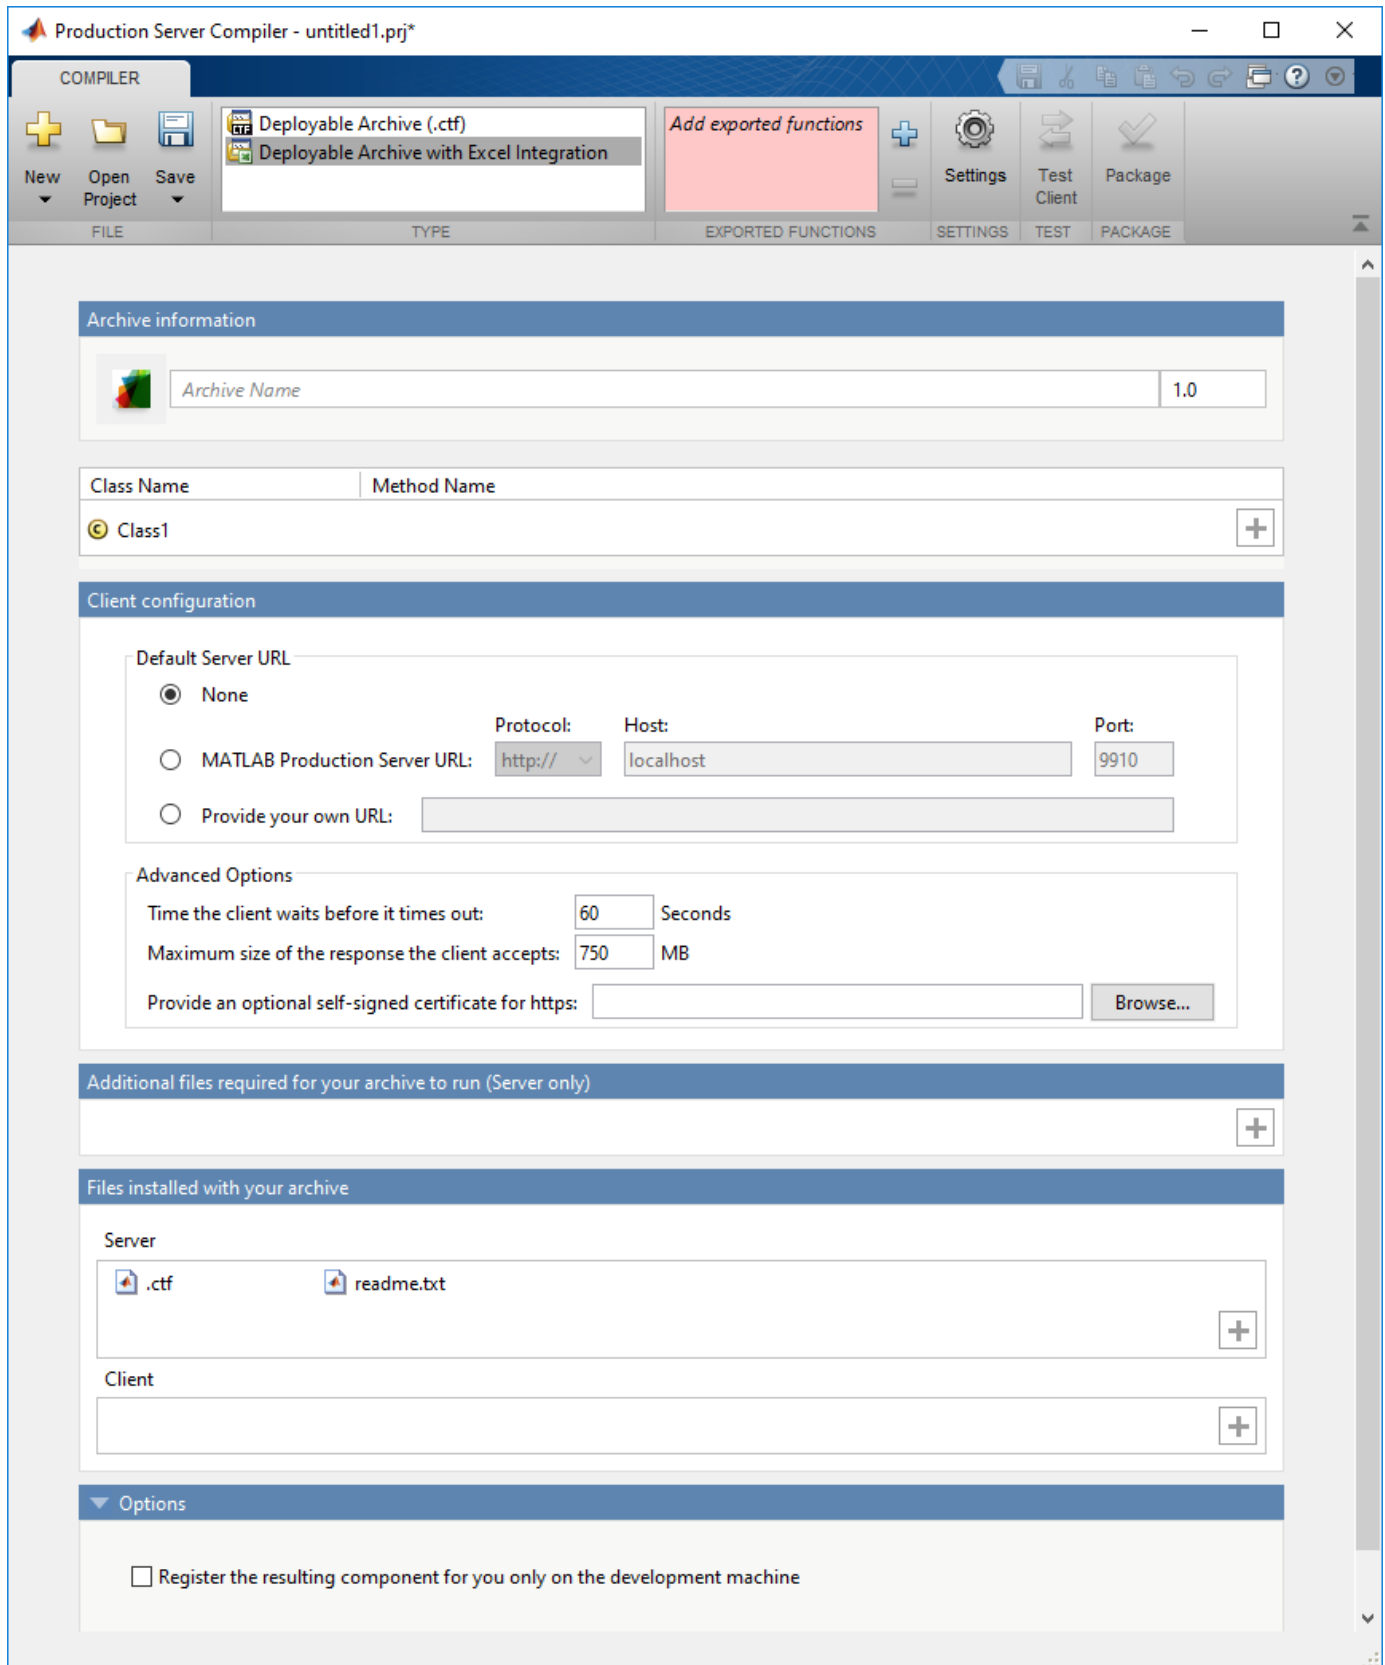 Production Server Compiler - untitled1.prj*
COMPILER
New
Open Project
Save
FILE
Deployable Archive (.ctf)
CTF
Deployable Archive with Excel Integration
TYPE
Add exported functions
EXPORTED FUNCTIONS
Settings
SETTINGS
Test Client
TEST
Package
PACKAGE
Archive information
Archive Name
1.0
Class Name
Method Name
C
Class1
Client configuration
Default Server URL
None
Protocol:
Host:
Port:
MATLAB Production Server URL:
http://
localhost
9910
Provide your own URL:
Advanced Options
Time the client waits before it times out:
60
Seconds
Maximum size of the response the client accepts:
750
MB
Provide an optional self-signed certificate for https:
Browse...
Additional files required for your archive to run (Server only)
Files installed with your archive
Server
.ctf
readme.txt
Client
Options
Register the resulting component for you only on the development machine